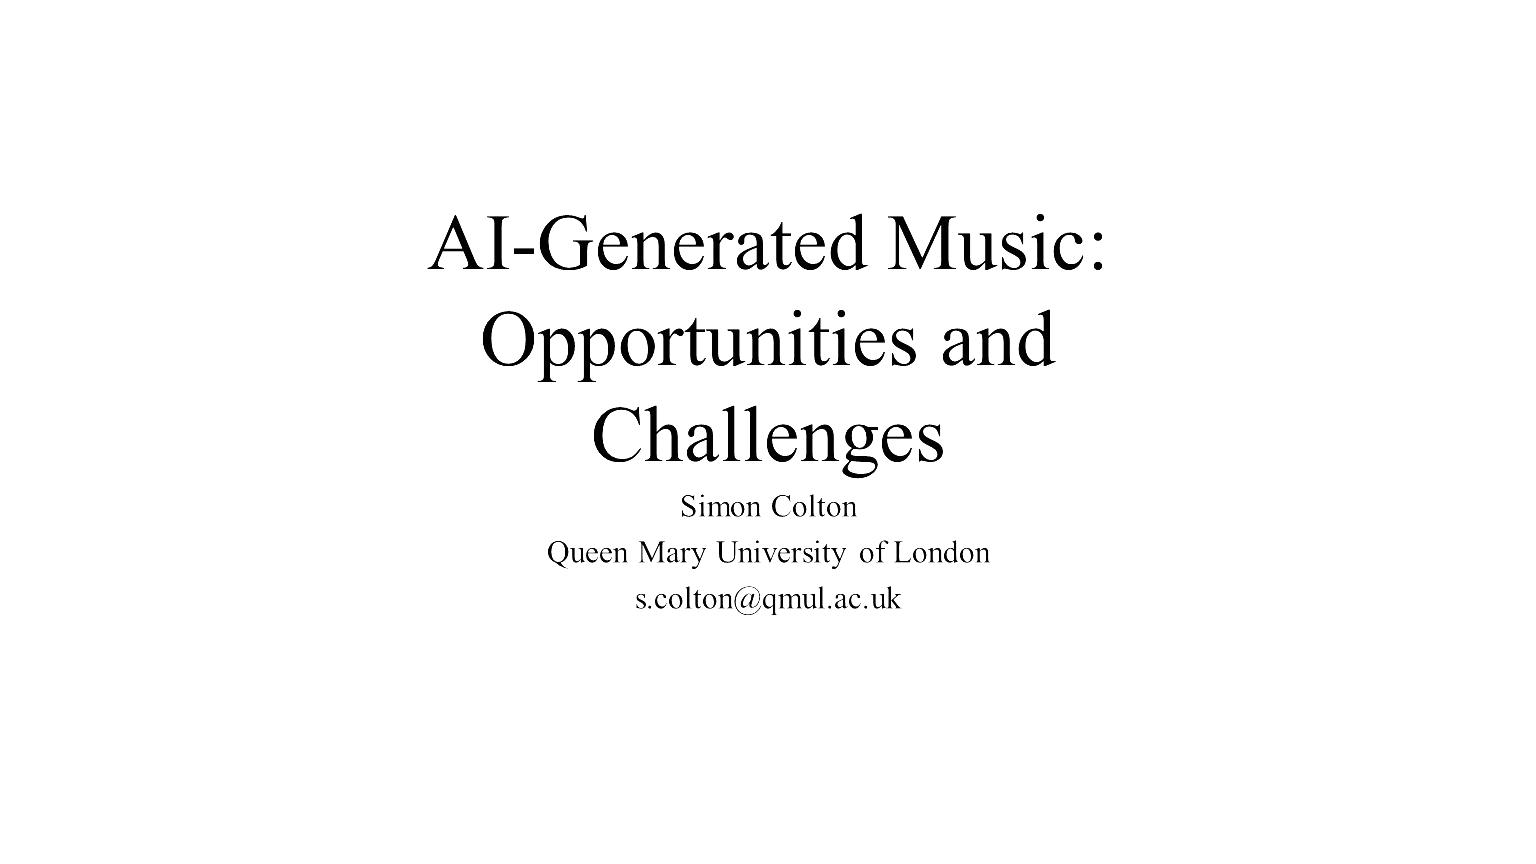 AI-Generated Music:
Opportunities and
Challenges
Simon Colton
Queen Mary University of London
s.colton@qmul.ac.uk